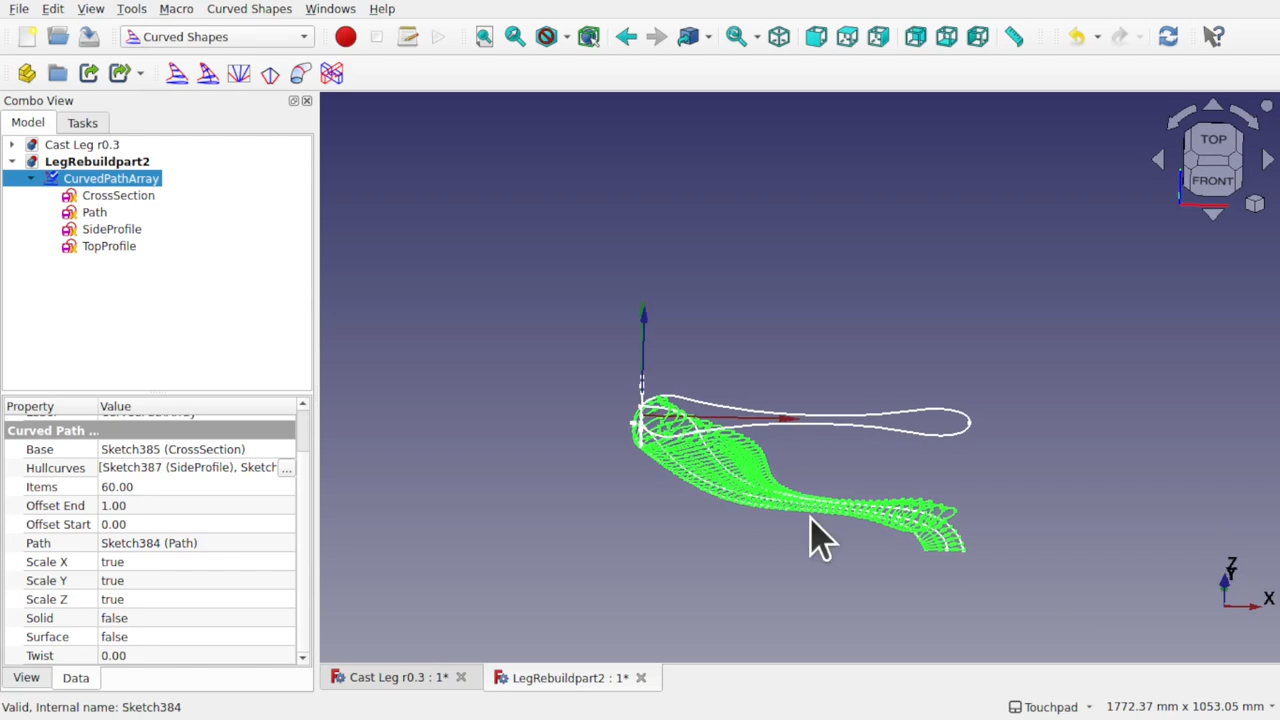 File Edit View Tools Macro Curved Shapes Windows Help
Curved Shapes
Combo View
Model Tasks
Cast Leg r0.3
LegRebuildpart2
CurvedPathArray
CrossSection
Path
SideProfile
TopProfile
TOP
FRONT
Property Value
Curved Path ...
Base Sketch385 (CrossSection)
Hullcurves [Sketch387 (SideProfile), Sketch ...
Items 60.00
Offset End 1.00
Offset Start 0.00
Path Sketch384 (Path)
Scale X true
Scale Y true
Scale Z true
Solid false
Surface false
Twist 0.00
View Data
Z
Y
X
Cast Leg r0.3 : 1* LegRebuildpart2 : 1*
Valid, Internal name: Sketch384 Touchpad 1772.37 mm x 1053.05 mm